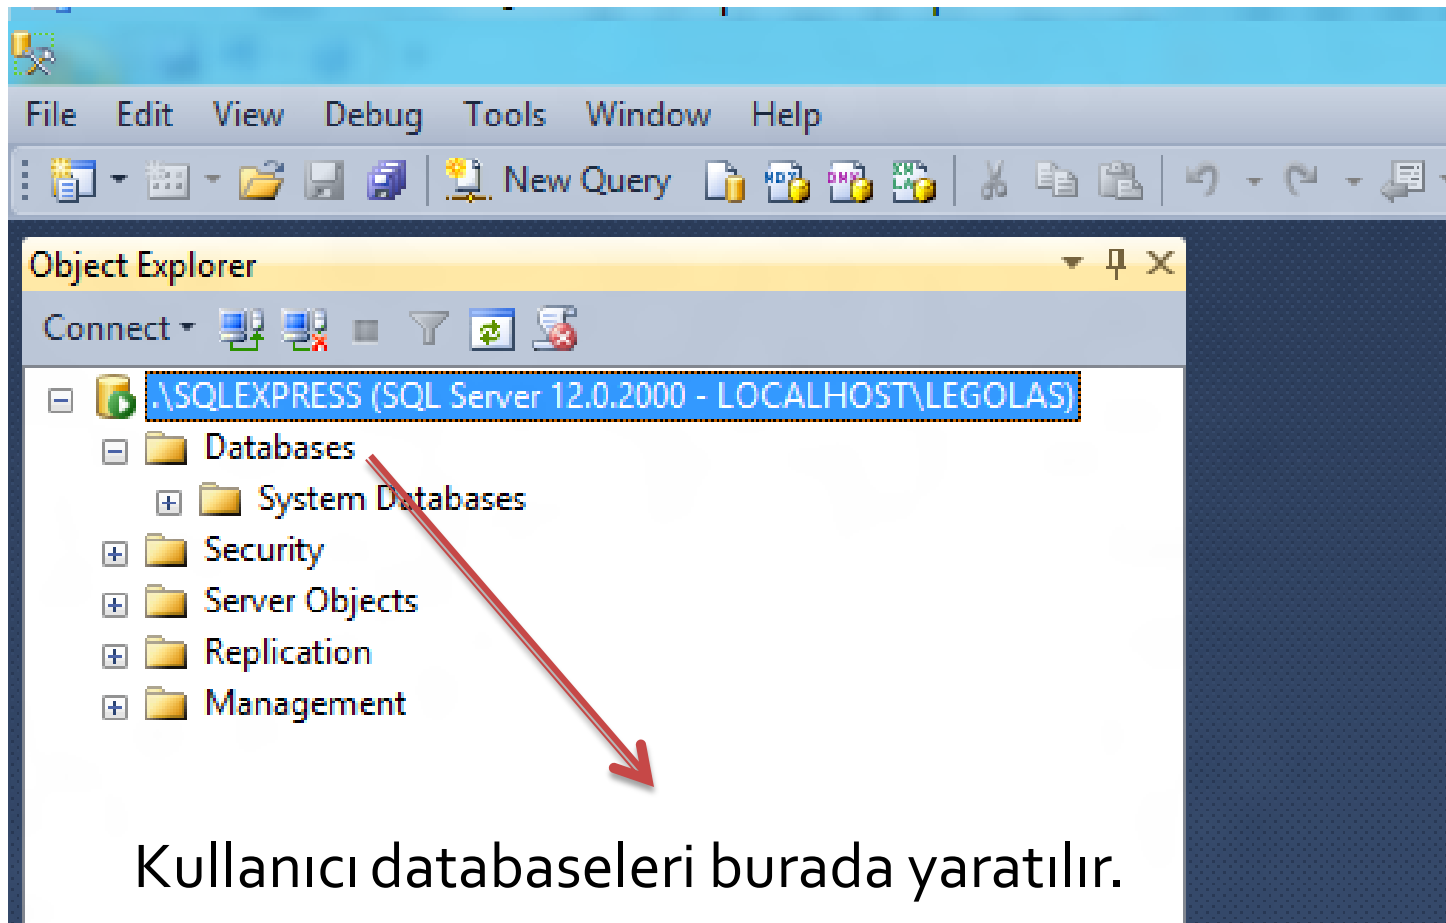 File Edit View Debug Tools Window Help
New Query
Object Explorer
Connect
.\SQLEXPRESS (SQL Server 12.0.2000 - LOCALHOST\LEGOLAS)
Databases
System Databases
Security
Server Objects
Replication
Management
Kullanıcı databaseleri burada yaratılır.